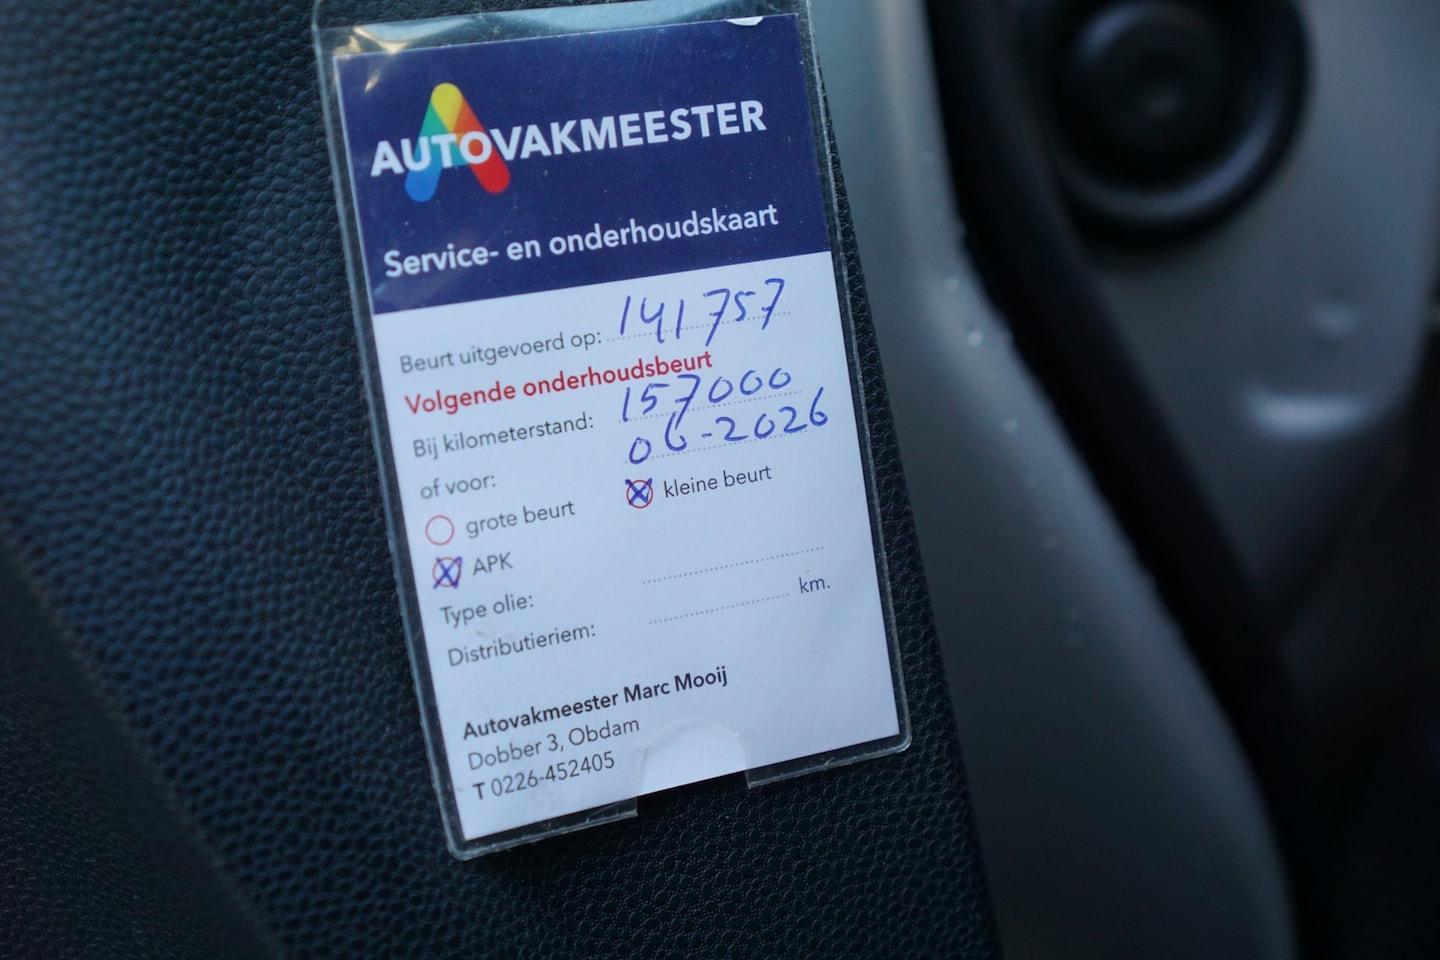 AUTOVAKMEESTER
Service- en onderhoudskaart
Beurt uitgevoerd op: 141757
Volgende onderhoudsbeurt
Bij kilometerstand: 157000
of voor: 06-2026
grote beurt kleine beurt
APK
Type olie:
Distributieriem: km.
Autovakmeester Marc Mooij
Dobber 3, Obdam
T 0226-452405